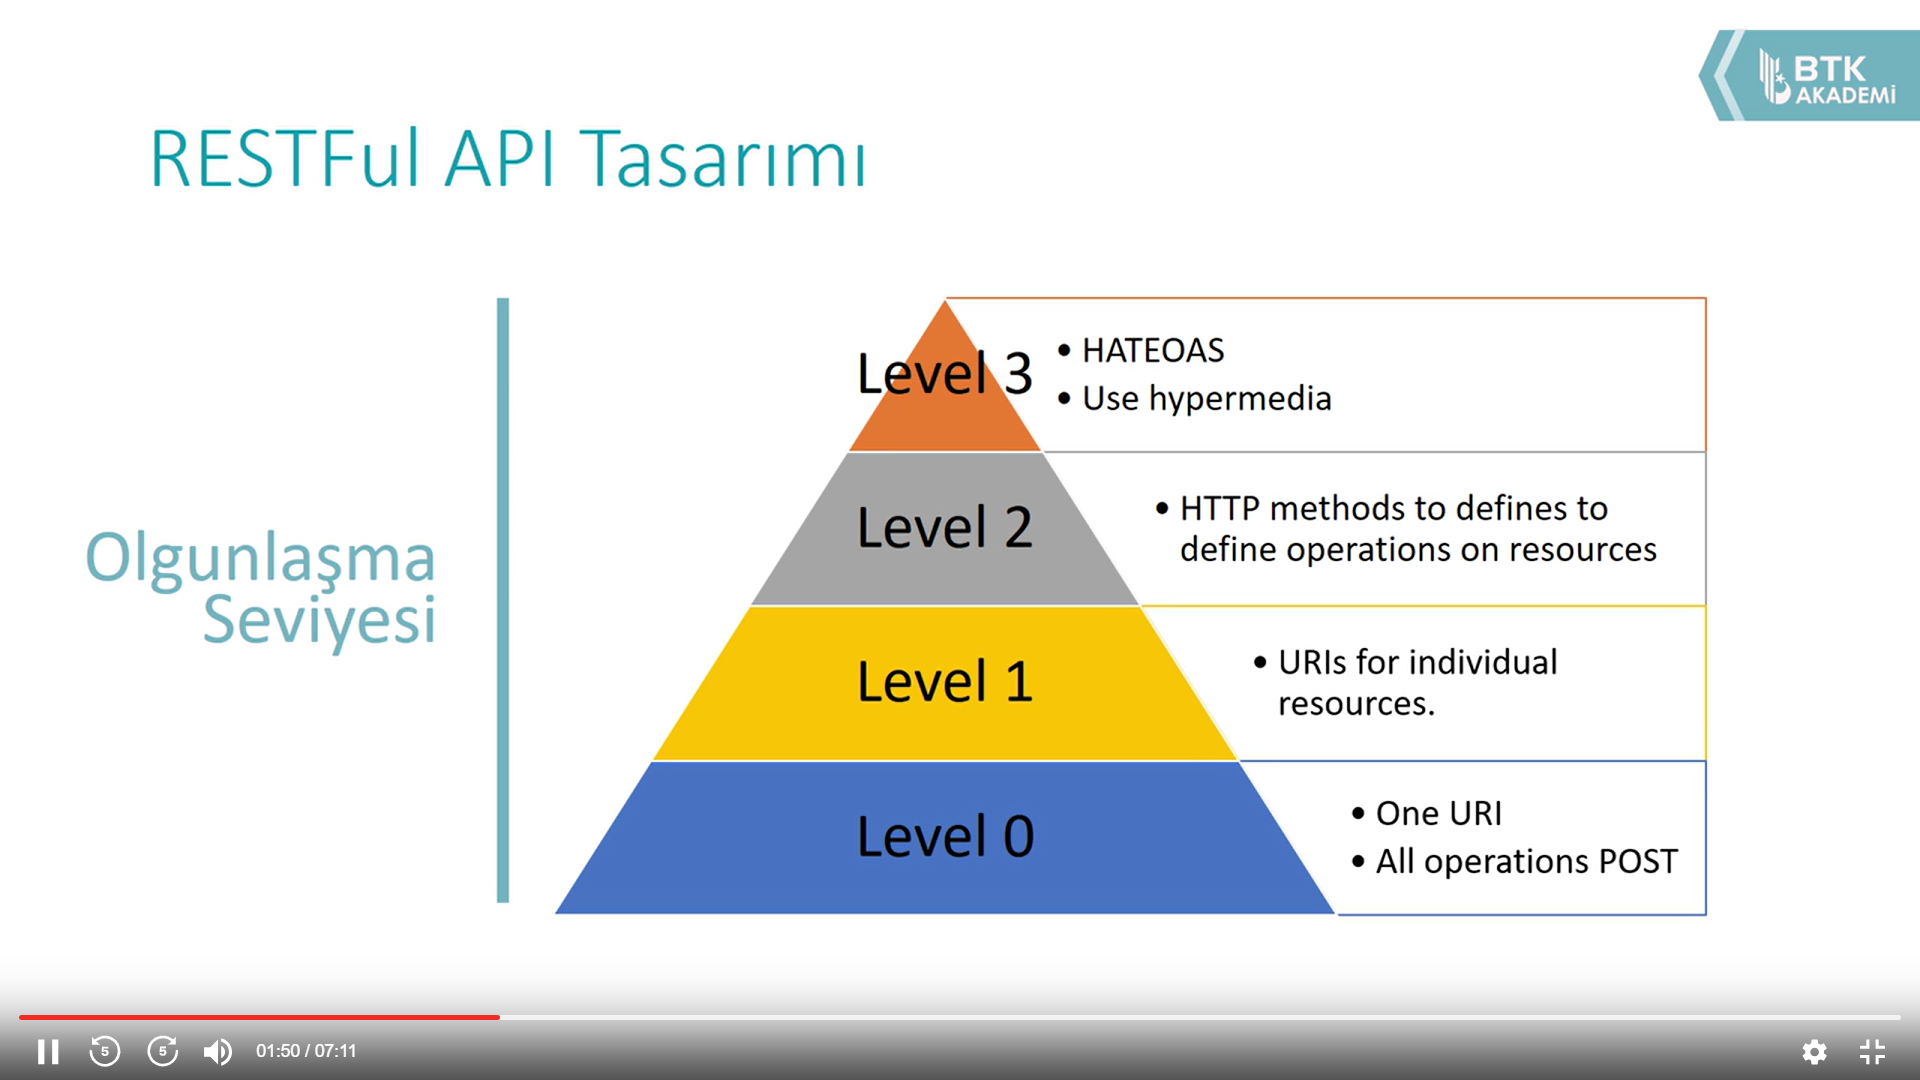 BTK
AKADEMİ
RESTFul API Tasarımı
Olgunlaşma
Seviyesi
Level 3
• HATEOAS
• Use hypermedia
Level 2
• HTTP methods to defines to
define operations on resources
Level 1
• URIs for individual
resources.
Level 0
• One URI
• All operations POST
5
5
01:50 / 07:11